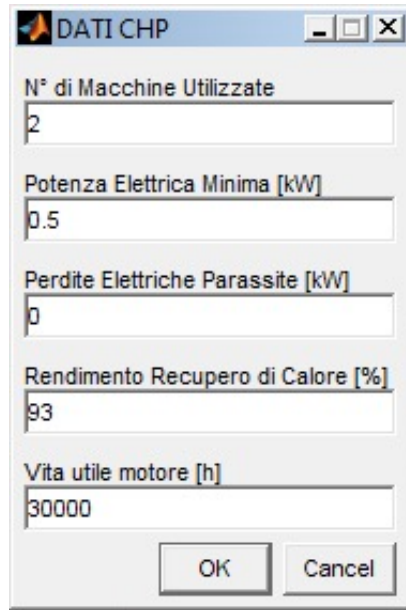 DATI CHP
N° di Macchine Utilizzate
2
Potenza Elettrica Minima [kW]
0.5
Perdite Elettriche Parassite [kW]
0
Rendimento Recupero di Calore [%]
93
Vita utile motore [h]
30000
OK Cancel